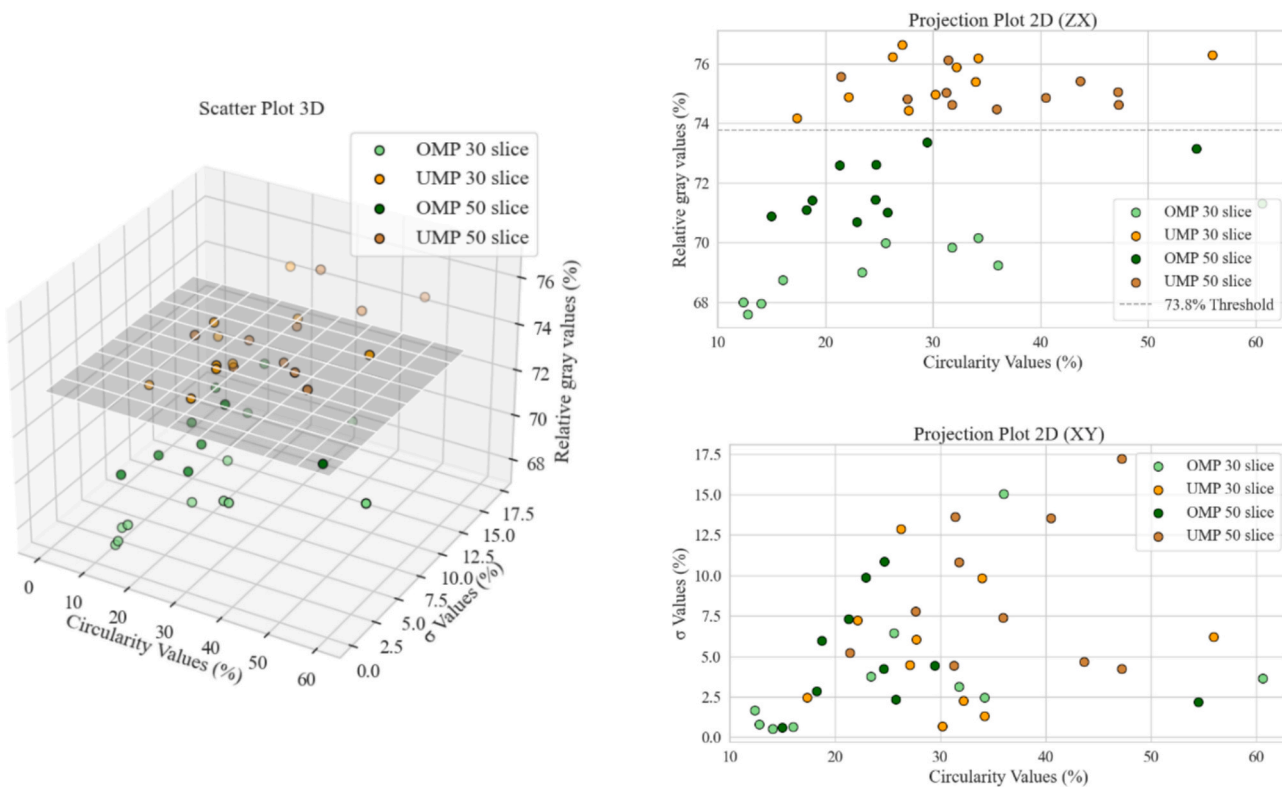 Scatter Plot 3D
OMP 30 slice
UMP 30 slice
OMP 50 slice
UMP 50 slice
76
74
72
70
68
Relative gray values (%)
17.5
15.0
12.5
10.0
7.5
5.0
2.5
0.0
σ Values (%)
0
10
20
30
40
50
60
Circularity Values (%)
Projection Plot 2D (ZX)
76
74
72
70
68
Relative gray values (%)
OMP 30 slice
UMP 30 slice
OMP 50 slice
UMP 50 slice
73.8% Threshold
20 30 40 50 60
Circularity Values (%)
Projection Plot 2D (XY)
17.5
15.0
12.5
10.0
7.5
5.0
2.5
0.0
σ Values (%)
OMP 30 slice
UMP 30 slice
OMP 50 slice
UMP 50 slice
10 20 30 40 50 60
Circularity Values (%)